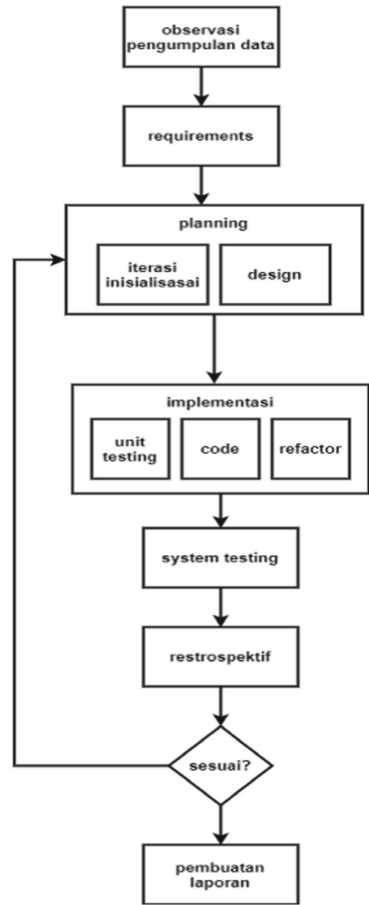 observasi
pengumpulan data
requirements
planning
iterasi
inisialisasai
design
implementasi
unit
testing
code
refactor
system testing
restrospektif
sesuai?
pembuatan
laporan